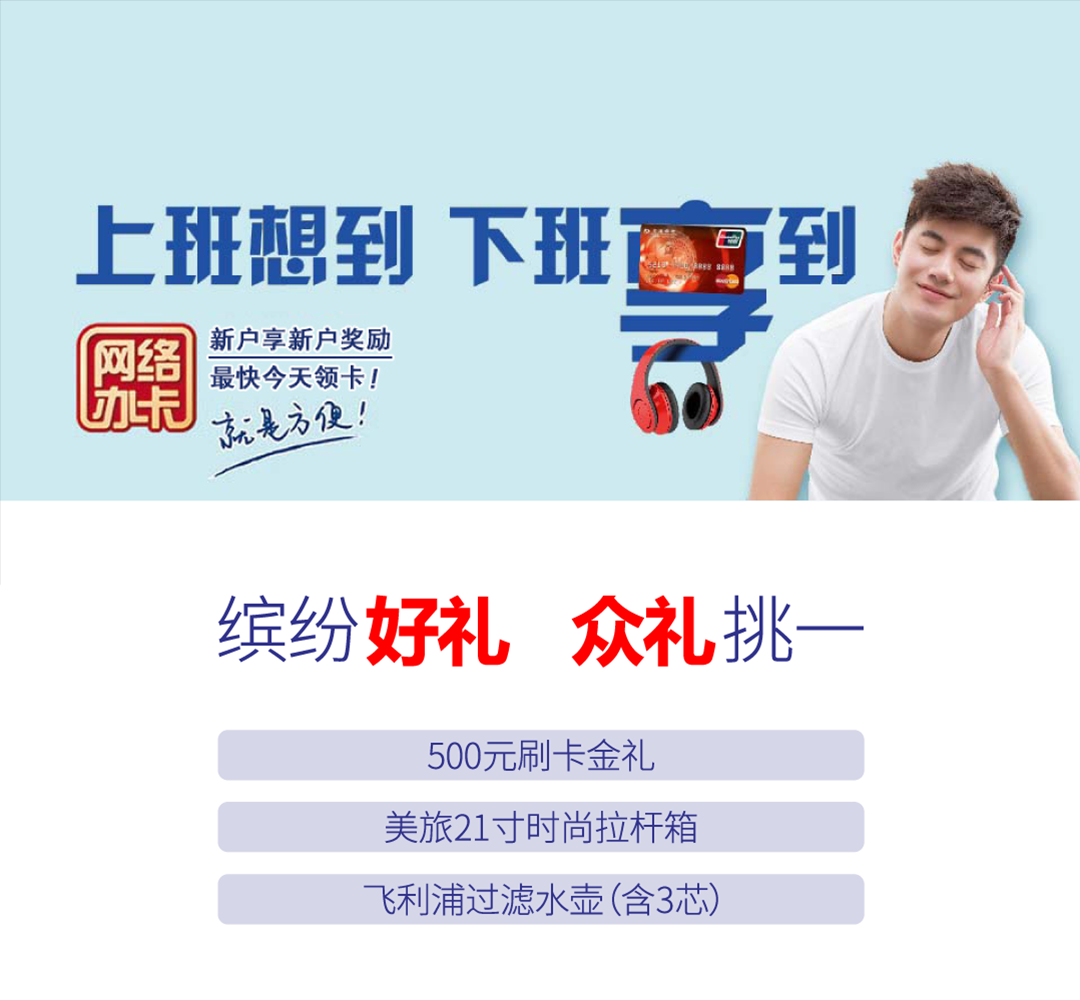 上班想到 下班享到
网络
办卡
新户享新户奖励
最快今天领卡!
就是方便!
缤纷好礼 众礼挑一
500元刷卡金礼
美旅21寸时尚拉杆箱
飞利浦过滤水壶(含3芯)